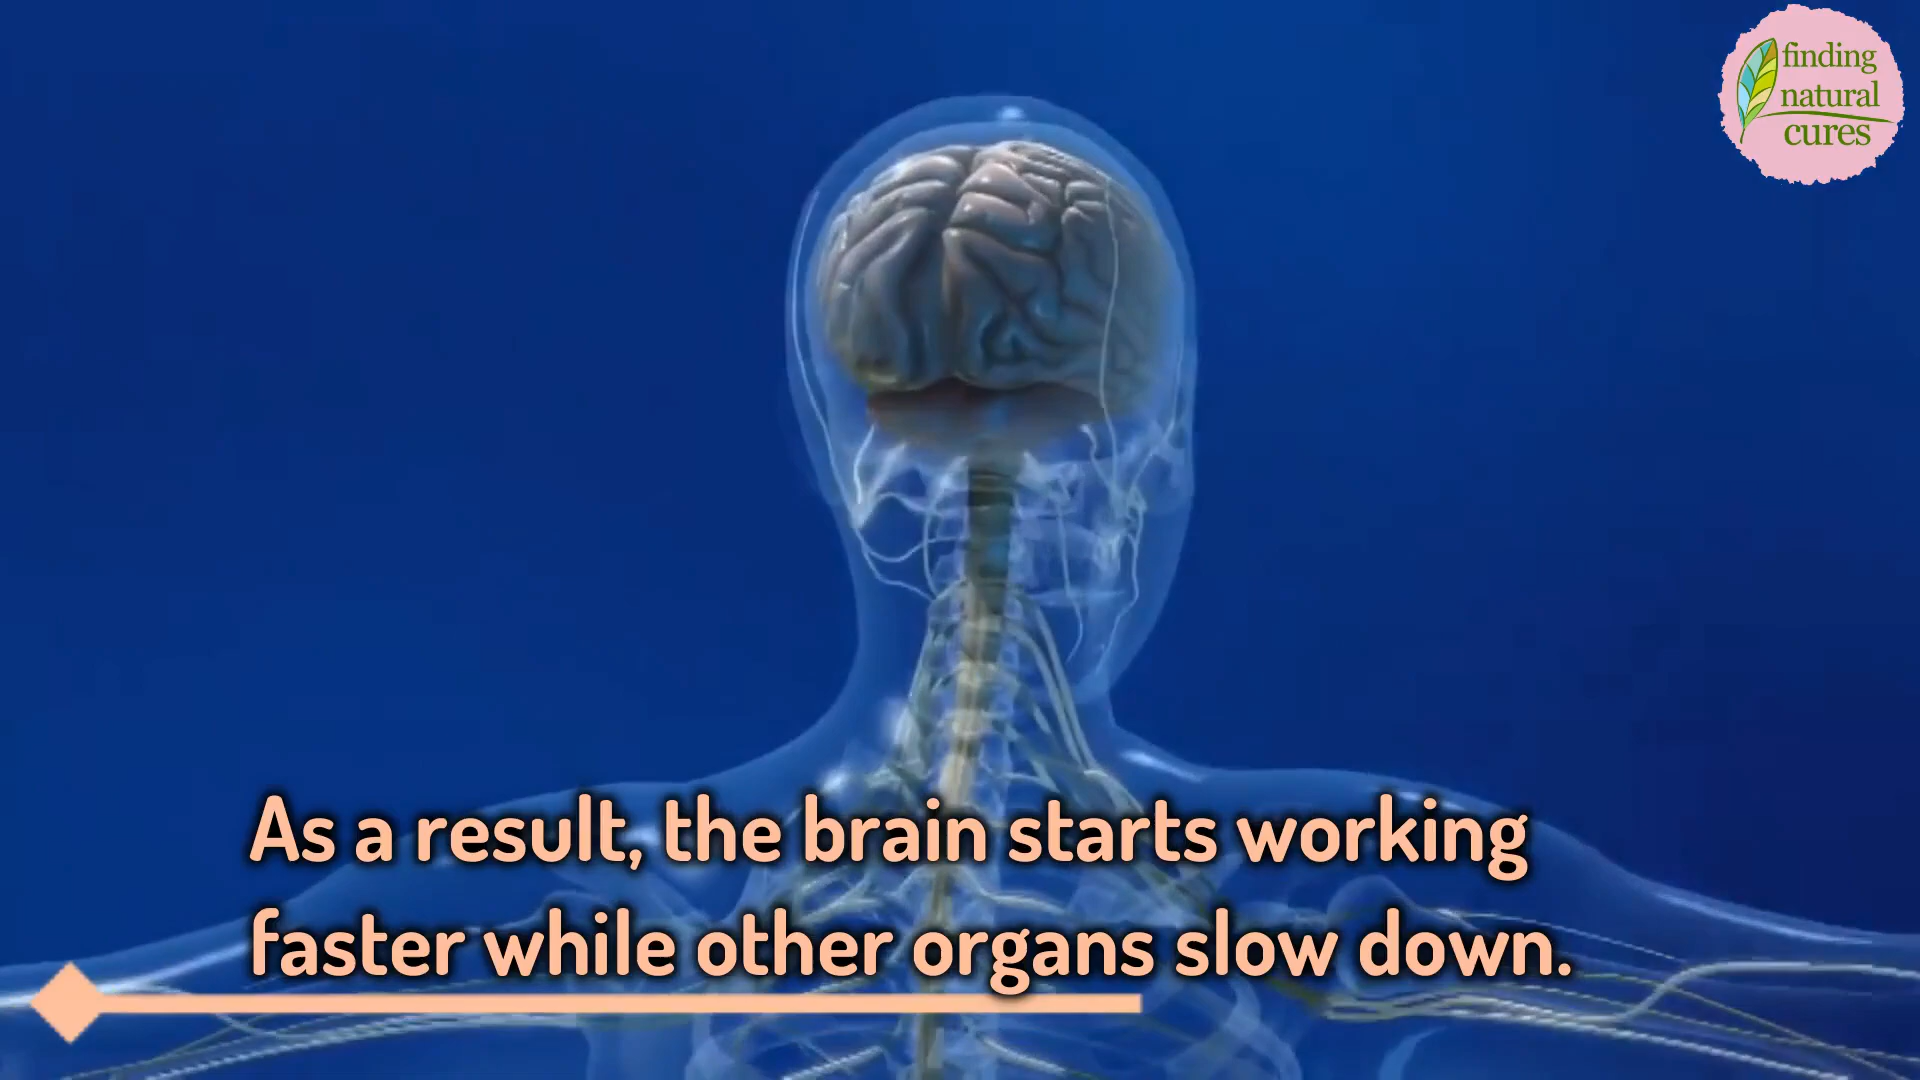 finding
natural
cures
As a result, the brain starts working
faster while other organs slow down.